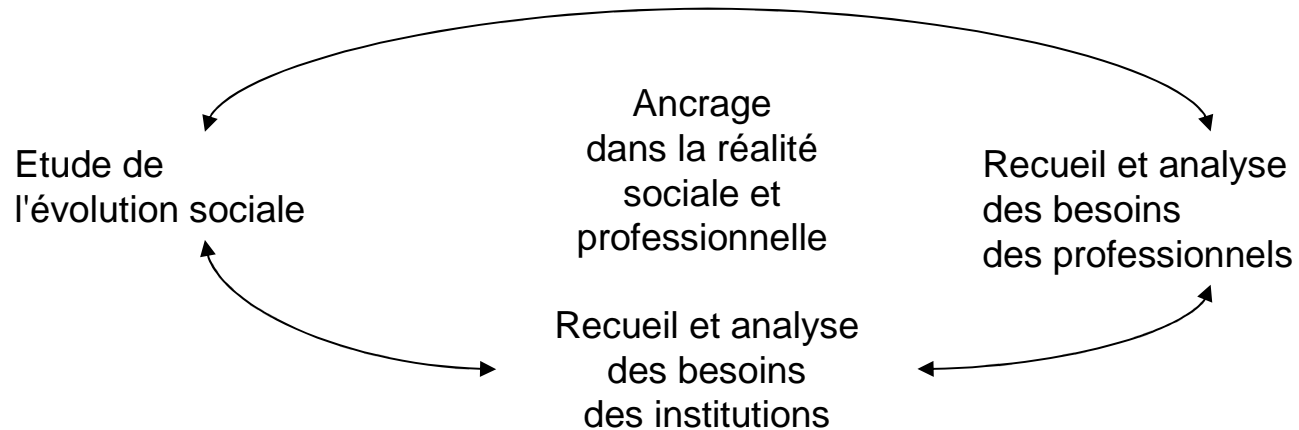 Ancrage
dans la réalité
sociale et
professionnelle
Etude de
l'évolution sociale
Recueil et analyse
des besoins
des professionnels
Recueil et analyse
des besoins
des institutions